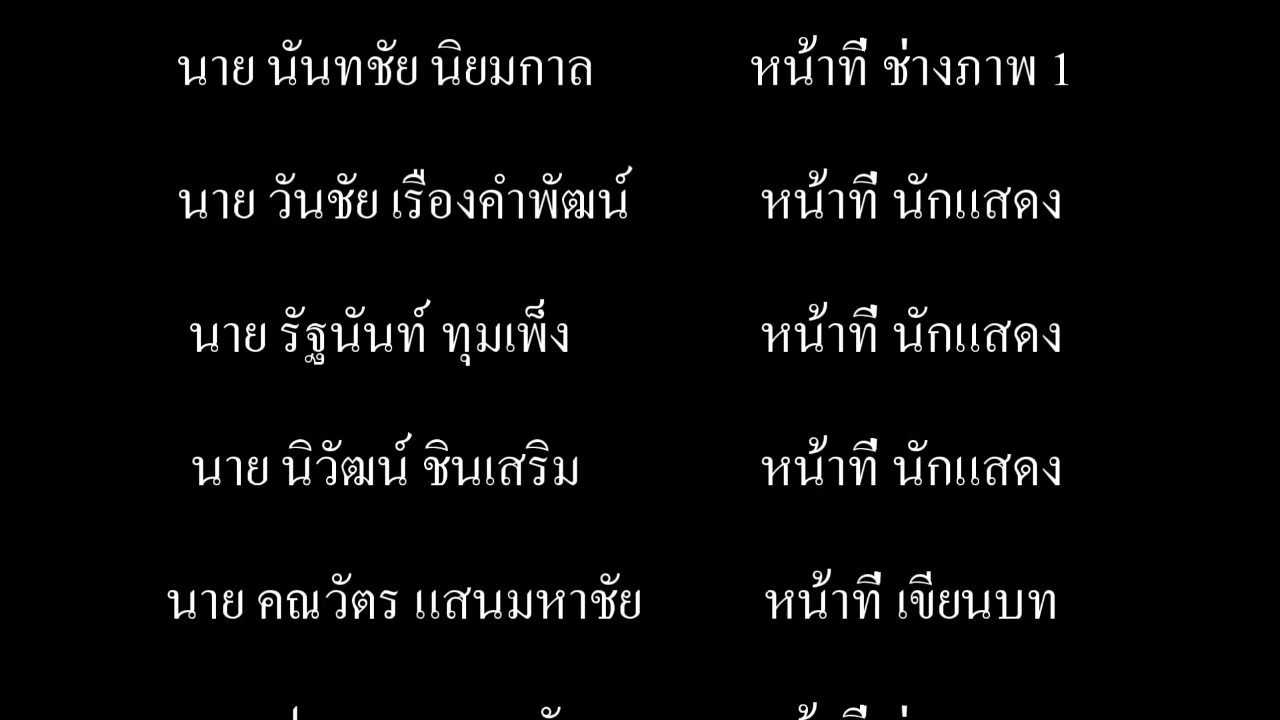 นาย นันทชัย นิยมกาล หน้าที่ ช่างภาพ 1
นาย วันชัย เรืองคำพัฒน์ หน้าที่ นักแสดง
นาย รัฐนันท์ ทุมเพ็ง หน้าที่ นักแสดง
นาย นิวัฒน์ ชินเสริม หน้าที่ นักแสดง
นาย คณวัตร แสนมหาชัย หน้าที่ เขียนบท